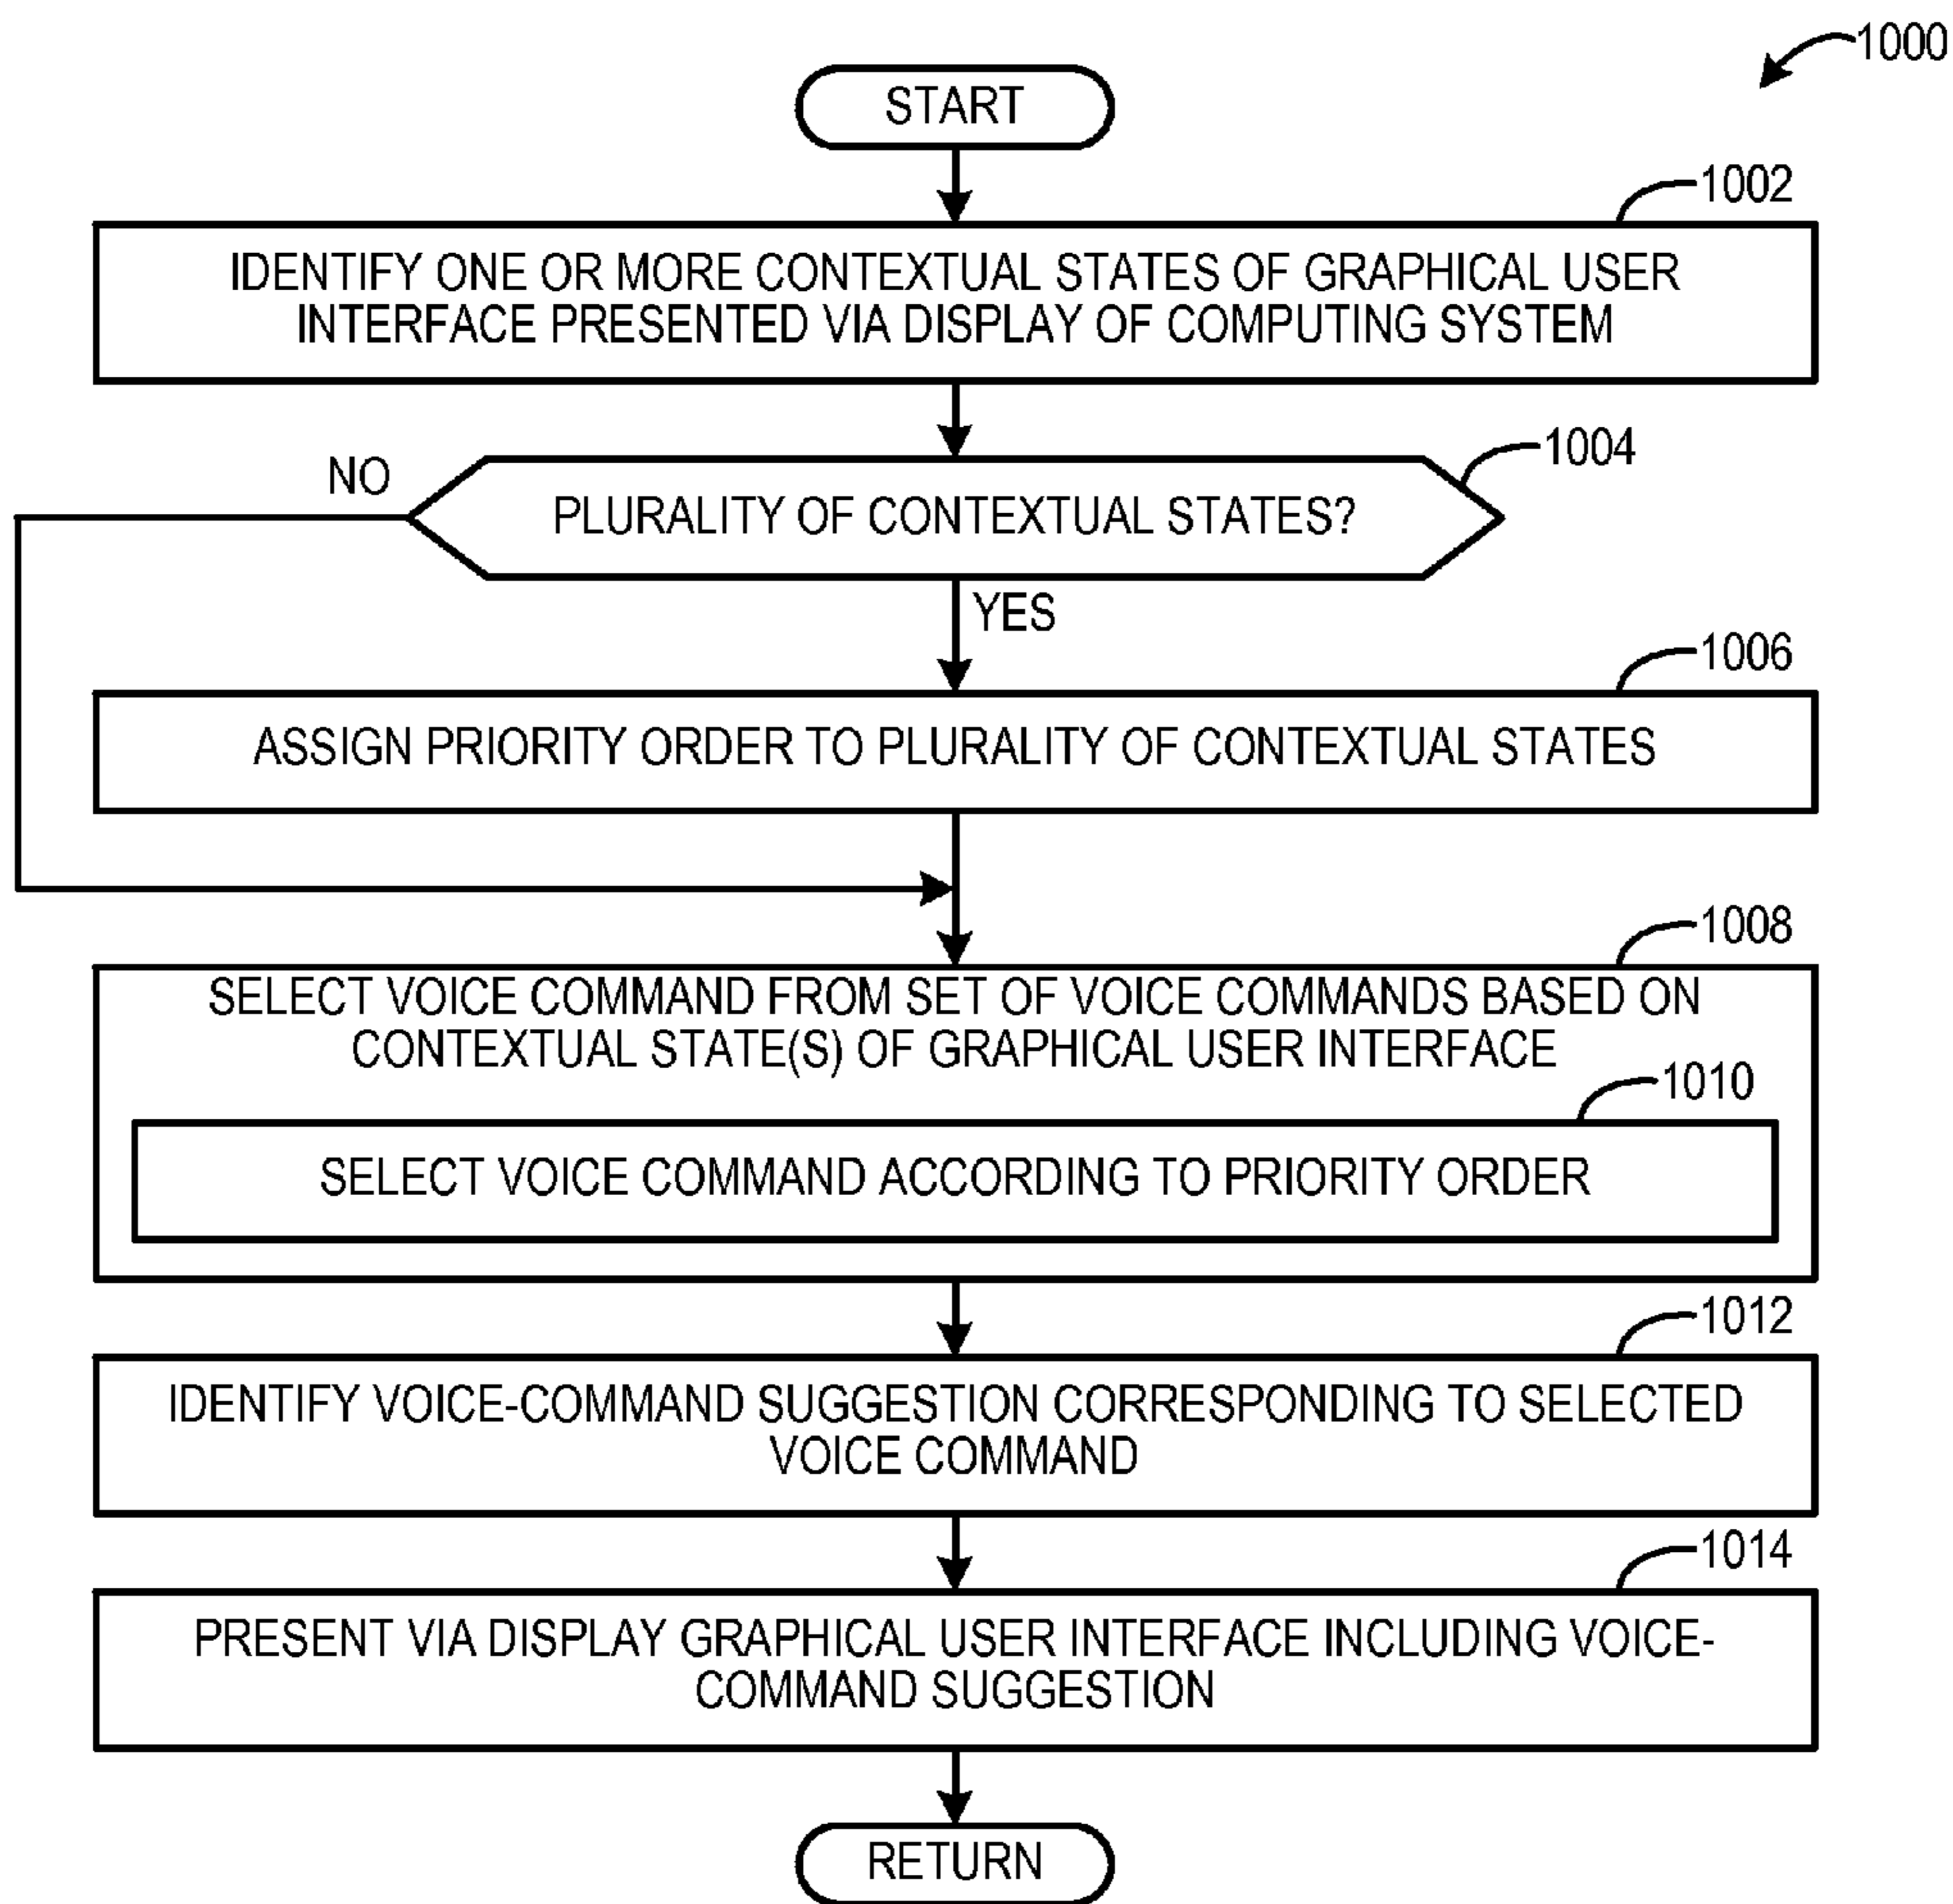 1000
START
1002
IDENTIFY ONE OR MORE CONTEXTUAL STATES OF GRAPHICAL USER
INTERFACE PRESENTED VIA DISPLAY OF COMPUTING SYSTEM
1004
NO
PLURALITY OF CONTEXTUAL STATES?
YES
1006
ASSIGN PRIORITY ORDER TO PLURALITY OF CONTEXTUAL STATES
1008
SELECT VOICE COMMAND FROM SET OF VOICE COMMANDS BASED ON
CONTEXTUAL STATE(S) OF GRAPHICAL USER INTERFACE
1010
SELECT VOICE COMMAND ACCORDING TO PRIORITY ORDER
1012
IDENTIFY VOICE-COMMAND SUGGESTION CORRESPONDING TO SELECTED
VOICE COMMAND
1014
PRESENT VIA DISPLAY GRAPHICAL USER INTERFACE INCLUDING VOICE-
COMMAND SUGGESTION
RETURN